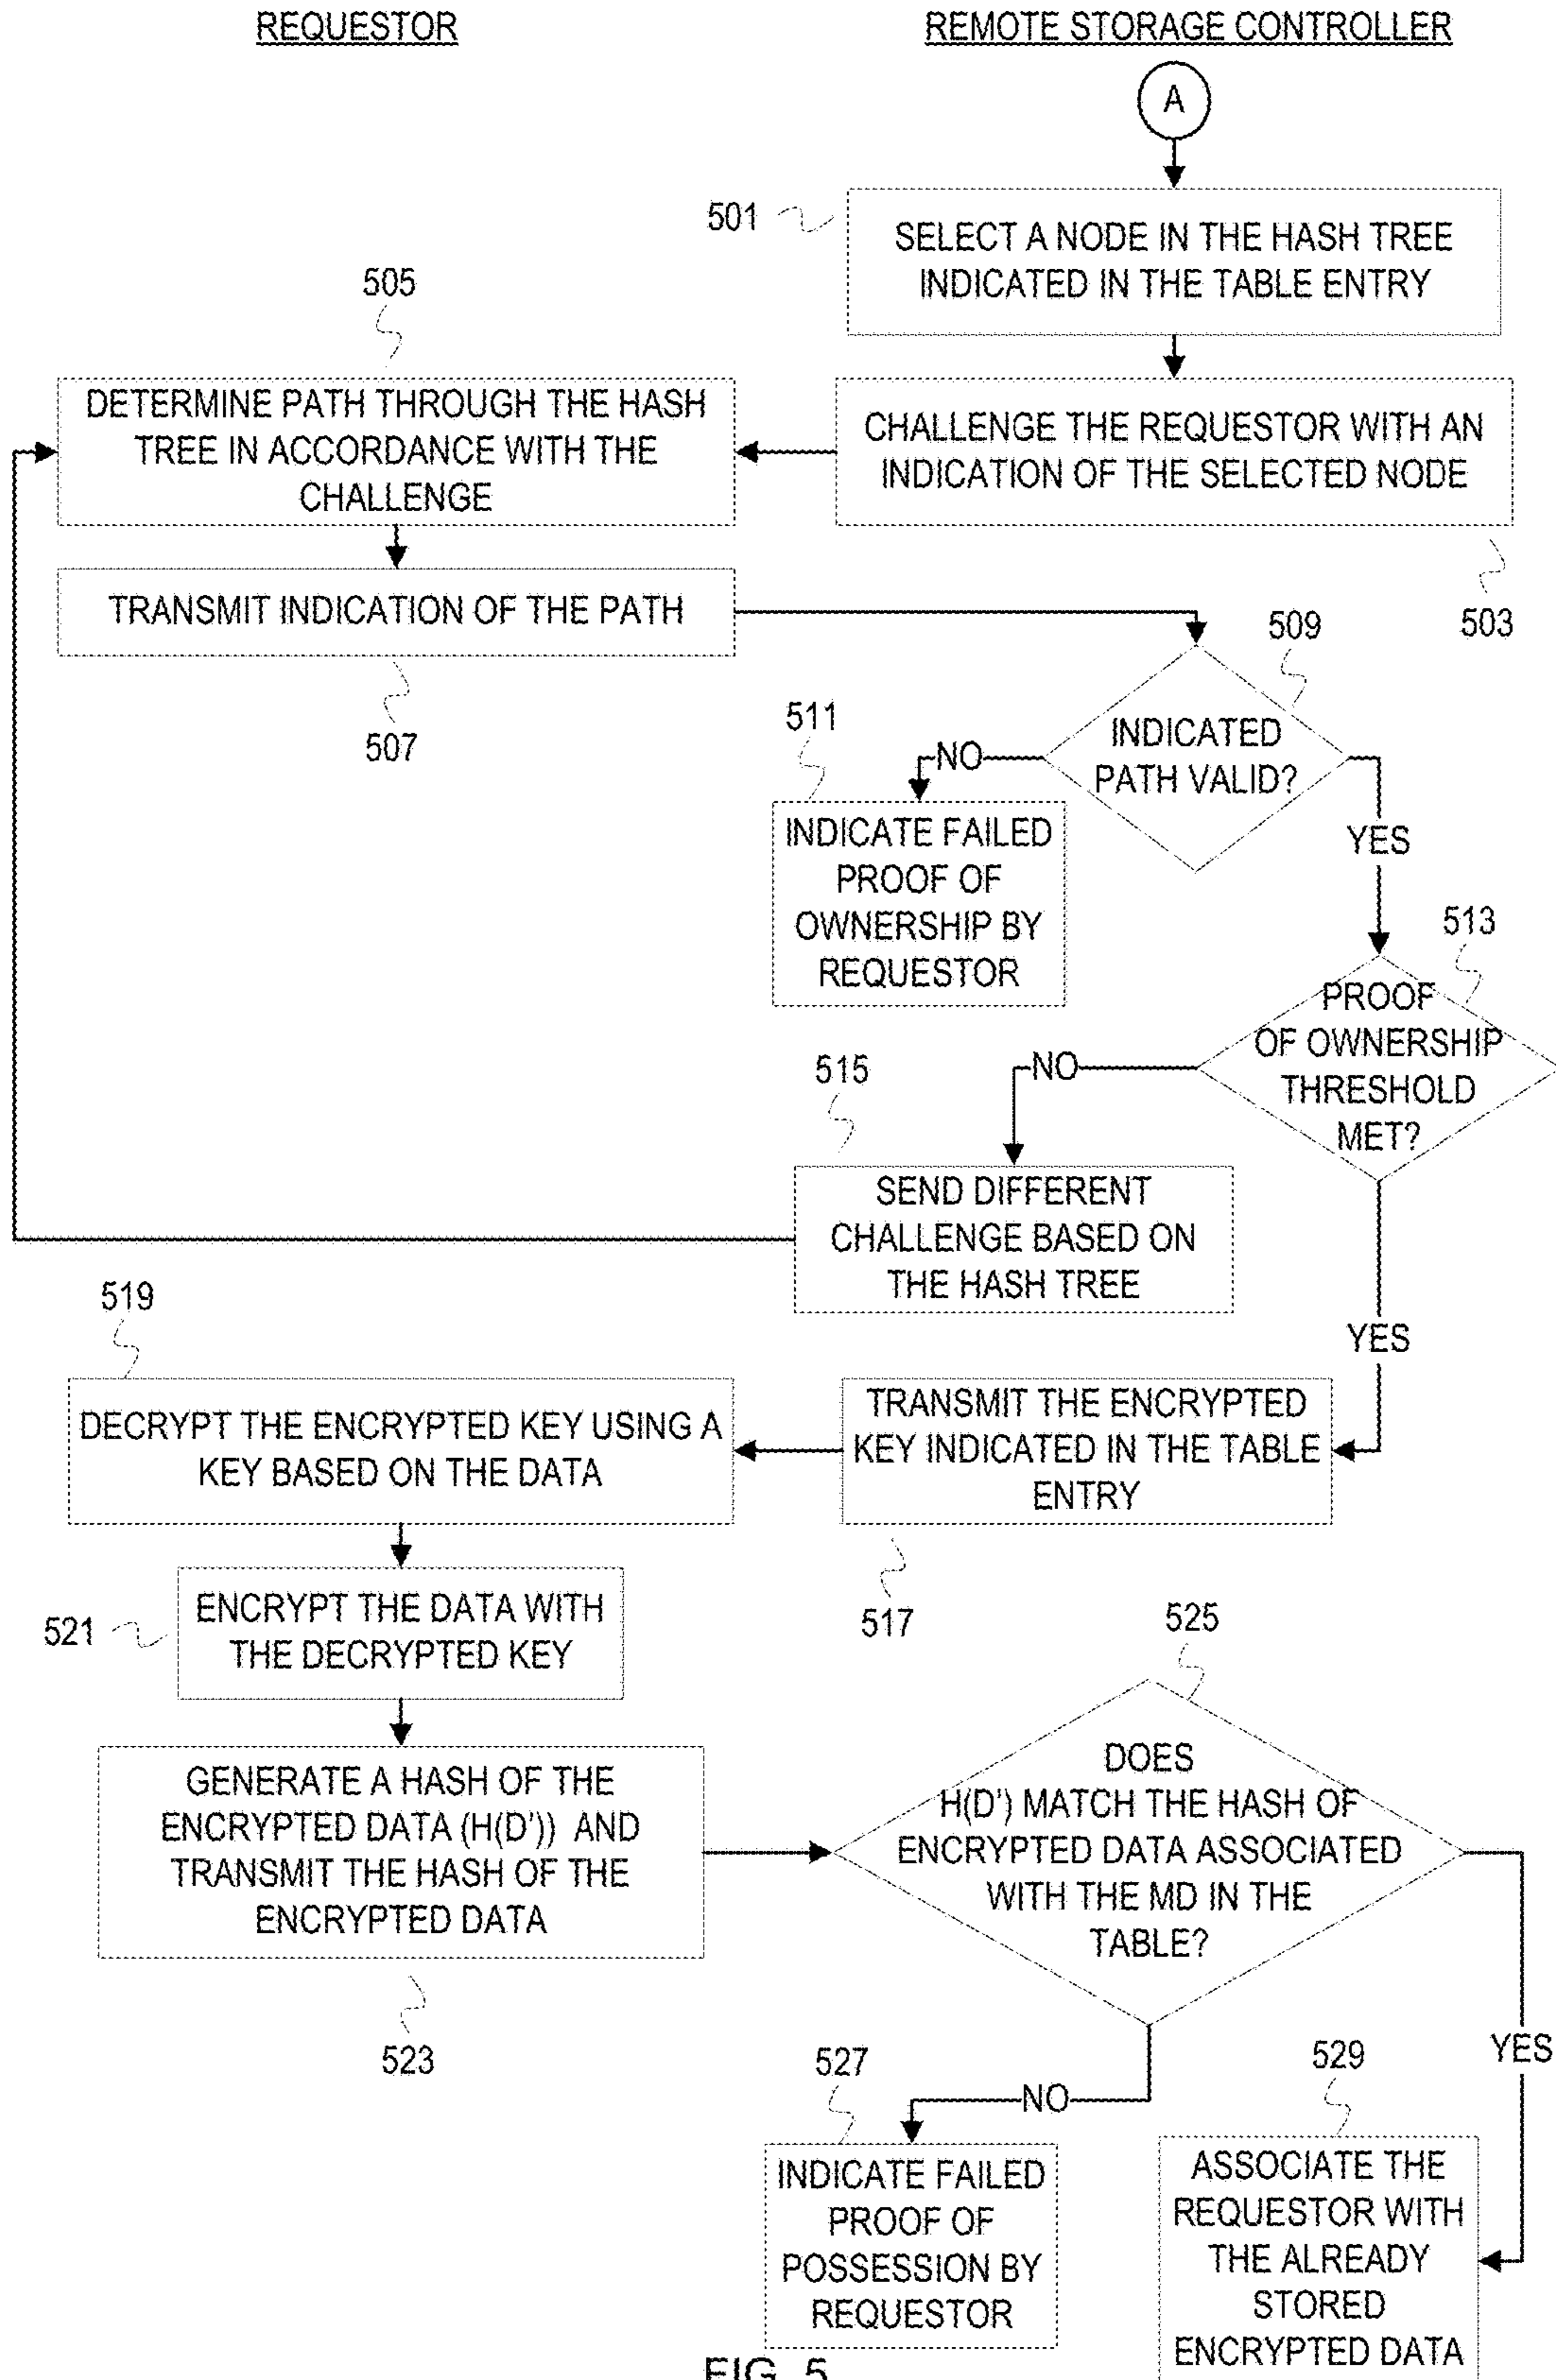 REQUESTOR
REMOTE STORAGE CONTROLLER
A
501
SELECT A NODE IN THE HASH TREE
INDICATED IN THE TABLE ENTRY
505
DETERMINE PATH THROUGH THE HASH
TREE IN ACCORDANCE WITH THE
CHALLENGE
CHALLENGE THE REQUESTOR WITH AN
INDICATION OF THE SELECTED NODE
503
TRANSMIT INDICATION OF THE PATH
507
509
INDICATED
PATH VALID?
NO
YES
511
INDICATE FAILED
PROOF OF
OWNERSHIP BY
REQUESTOR
513
PROOF
OF OWNERSHIP
THRESHOLD
MET?
NO
YES
515
SEND DIFFERENT
CHALLENGE BASED ON
THE HASH TREE
519
DECRYPT THE ENCRYPTED KEY USING A
KEY BASED ON THE DATA
TRANSMIT THE ENCRYPTED
KEY INDICATED IN THE TABLE
ENTRY
517
521
ENCRYPT THE DATA WITH
THE DECRYPTED KEY
525
GENERATE A HASH OF THE
ENCRYPTED DATA (H(D')) AND
TRANSMIT THE HASH OF THE
ENCRYPTED DATA
523
DOES
H(D') MATCH THE HASH OF
ENCRYPTED DATA ASSOCIATED
WITH THE MD IN THE
TABLE?
NO
YES
527
INDICATE FAILED
PROOF OF
POSSESSION BY
REQUESTOR
529
ASSOCIATE THE
REQUESTOR WITH
THE ALREADY
STORED
ENCRYPTED DATA
FIG. 5